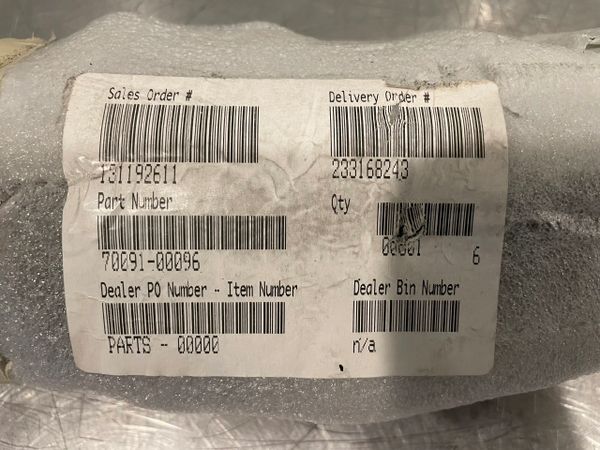 Sales Order #
Delivery Order #
131192611
233168243
Part Number
Qty
70091-00096
00001
6
Dealer PO Number - Item Number
Dealer Bin Number
PARTS - 00000
n/a